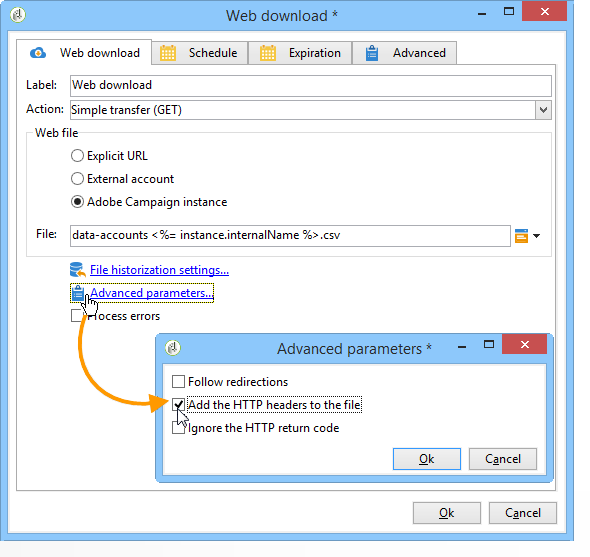 Web download *
Web download Schedule Expiration Advanced
Label: Web download
Action: Simple transfer (GET)
Web file
Explicit URL
External account
Adobe Campaign instance
File: data-accounts <%= instance.internalName %>.csv
File historization settings...
Advanced parameters...
Process errors
Advanced parameters *
Follow redirections
Add the HTTP headers to the file
Ignore the HTTP return code
Ok Cancel
Ok Cancel